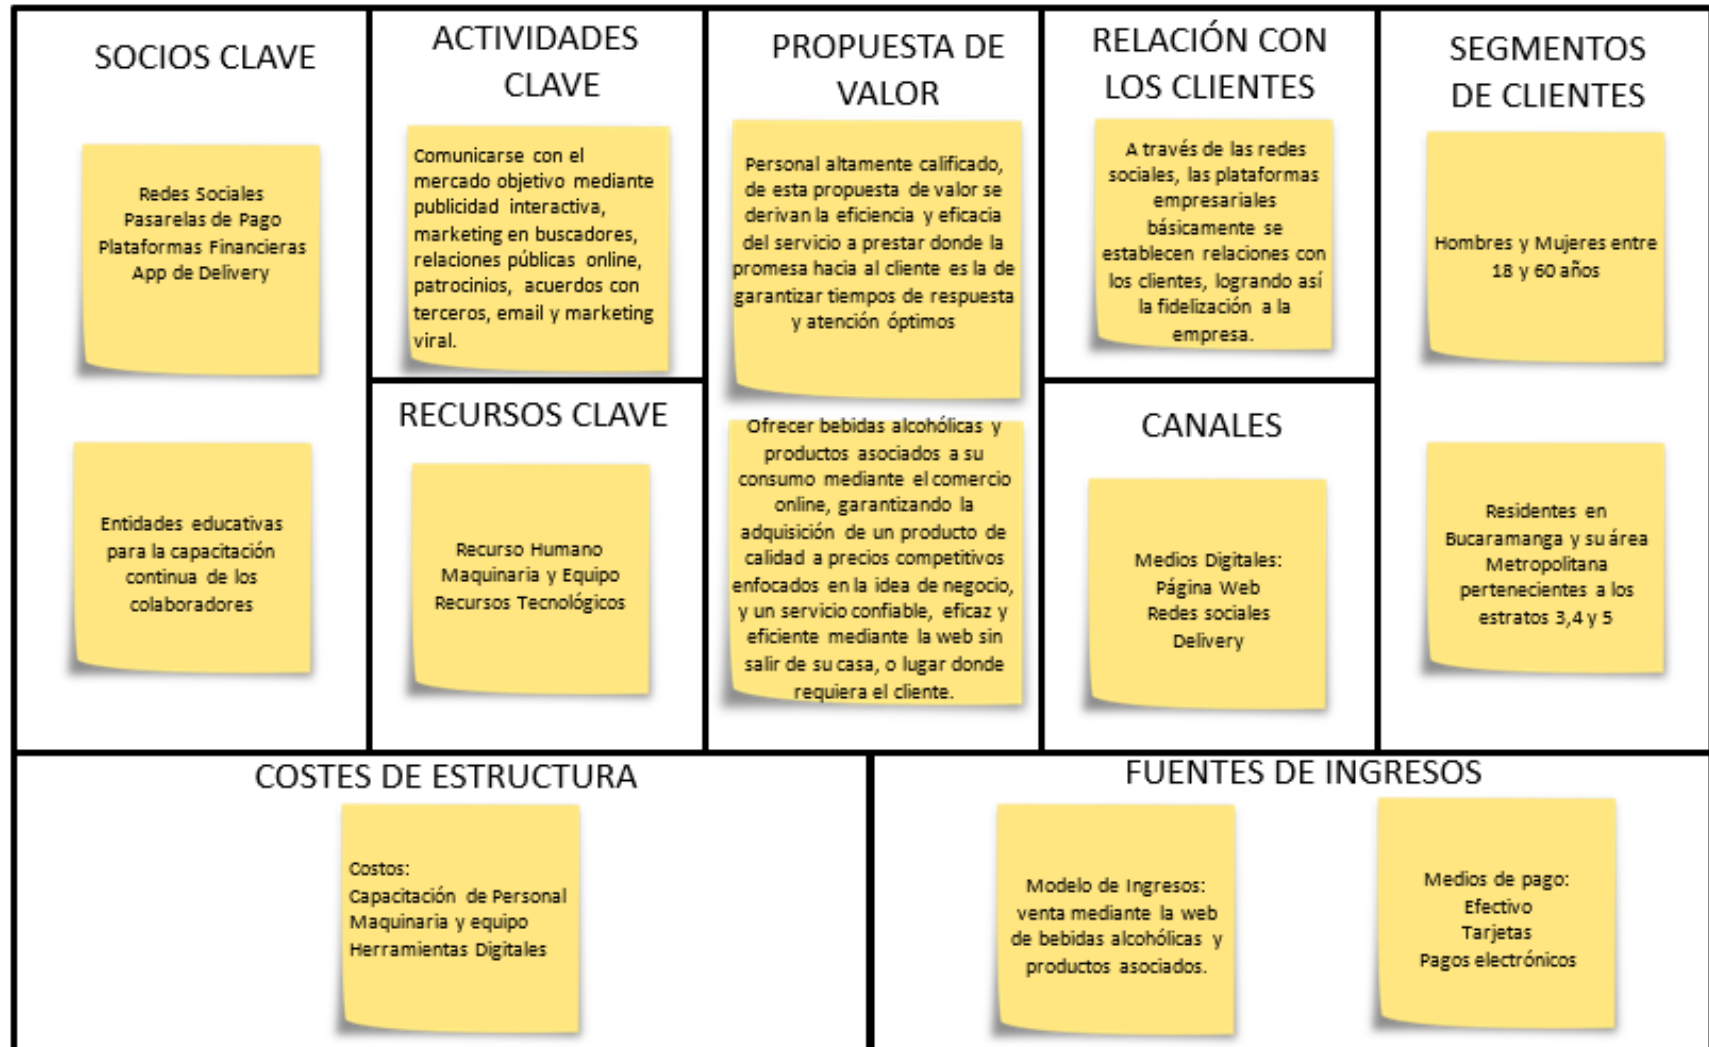 SOCIOS CLAVE
Redes Sociales
Pasarelas de Pago
Plataformas Financieras
App de Delivery
Entidades educativas
para la capacitación
continua de los
colaboradores
ACTIVIDADES
CLAVE
Comunicarse con el
mercado objetivo mediante
publicidad interactiva,
marketing en buscadores,
relaciones públicas online,
patrocinios, acuerdos con
terceros, email y marketing
viral.
RECURSOS CLAVE
Recurso Humano
Maquinaria y Equipo
Recursos Tecnológicos
PROPUESTA DE
VALOR
Personal altamente calificado,
de esta propuesta de valor se
derivan la eficiencia y eficacia
del servicio a prestar donde la
promesa hacia al cliente es la de
garantizar tiempos de respuesta
y atención óptimos
Ofrecer bebidas alcohólicas y
productos asociados a su
consumo mediante el comercio
online, garantizando la
adquisición de un producto de
calidad a precios competitivos
enfocados en la idea de negocio,
y un servicio confiable, eficaz y
eficiente mediante la web sin
salir de su casa, o lugar donde
requiera el cliente.
RELACIÓN CON
LOS CLIENTES
A través de las redes
sociales, las plataformas
empresariales
básicamente se
establecen relaciones con
los clientes, logrando así
la fidelización a la
empresa.
CANALES
Medios Digitales:
Página Web
Redes sociales
Delivery
SEGMENTOS
DE CLIENTES
Hombres y Mujeres entre
18 y 60 años
Residentes en
Bucaramanga y su área
Metropolitana
pertenecientes a los
estratos 3,4 y 5
COSTES DE ESTRUCTURA
Costos:
Capacitación de Personal
Maquinaria y equipo
Herramientas Digitales
FUENTES DE INGRESOS
Modelo de Ingresos:
venta mediante la web
de bebidas alcohólicas y
productos asociados.
Medios de pago:
Efectivo
Tarjetas
Pagos electrónicos